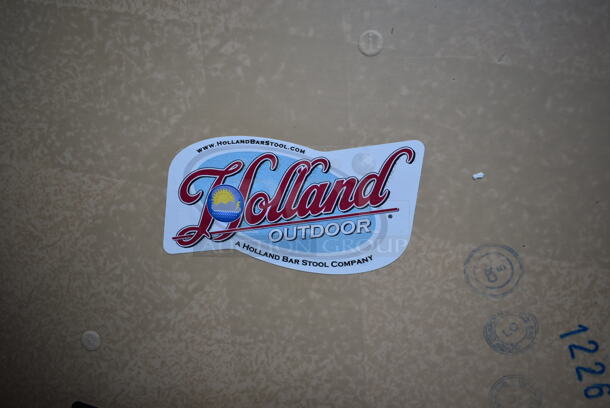 www.HollandBarStool.com
Holland
OUTDOOR
®
A Holland Bar Stool Company
1226